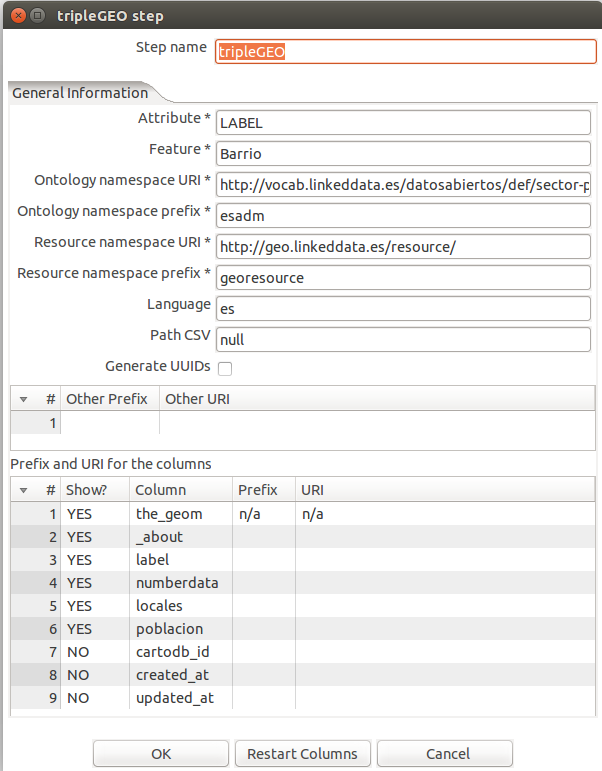 tripleGEO step
Step name tripleGEO
General Information
Attribute * LABEL
Feature * Barrio
Ontology namespace URI * http://vocab.linkeddata.es/datosabiertos/def/sector-p
Ontology namespace prefix * esadm
Resource namespace URI * http://geo.linkeddata.es/resource/
Resource namespace prefix * georesource
Language es
Path CSV null
Generate UUIDs
# Other Prefix Other URI
1
Prefix and URI for the columns
# Show? Column Prefix URI
1 YES the_geom n/a n/a
2 YES _about
3 YES label
4 YES numberdata
5 YES locales
6 YES poblacion
7 NO cartodb_id
8 NO created_at
9 NO updated_at
OK Restart Columns Cancel